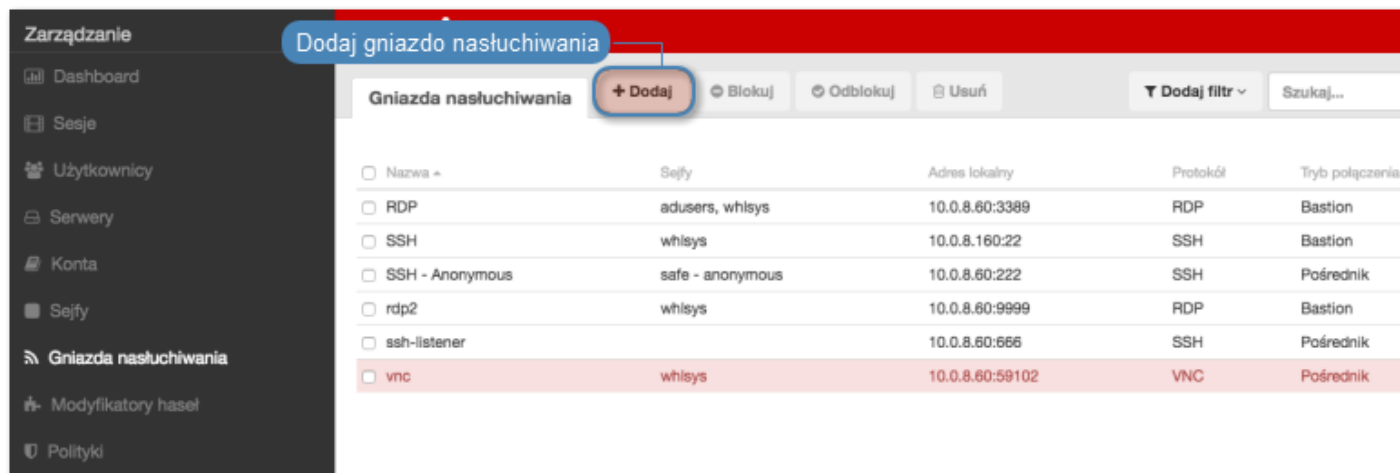 Zarządzanie
Dodaj gniazdo nasłuchiwania
Dashboard
Sesje
Użytkownicy
Serwery
Konta
Sejfy
Gniazda nasłuchiwania
Modyfikatory haseł
Polityki
Gniazda nasłuchiwania + Dodaj Blokuj Odblokuj Usuń Dodaj filtr Szukaj...
Nazwa Sejfy Adres lokalny Protokół Tryb połączenia
RDP adusers, whlsys 10.0.8.60:3389 RDP Bastion
SSH whlsys 10.0.8.160:22 SSH Bastion
SSH - Anonymous safe - anonymous 10.0.8.60:222 SSH Pośrednik
rdp2 whlsys 10.0.8.60:9999 RDP Bastion
ssh-listener 10.0.8.60:666 SSH Pośrednik
vnc whlsys 10.0.8.60:59102 VNC Pośrednik